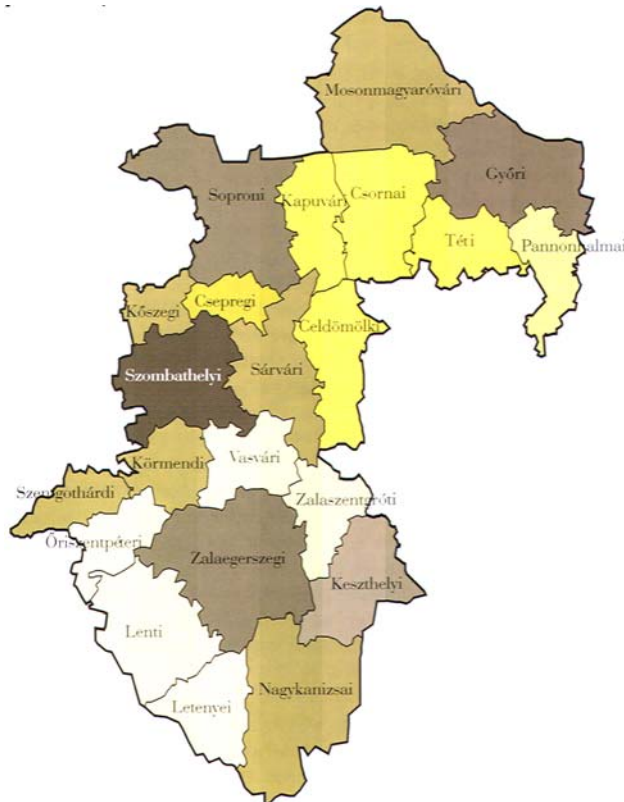 Mosonmagyaróvári
Győri
Soproni
Kapuvári
Csornai
Téti
Pannonhalmai
Kőszegi
Csepregi
Celdömölki
Szombathelyi
Sárvári
Vasvári
Körmendi
Szentgothárdi
Zalaszentgróti
Őriszentpéteri
Zalaegerszegi
Keszthelyi
Lenti
Nagykanizsai
Letenyei